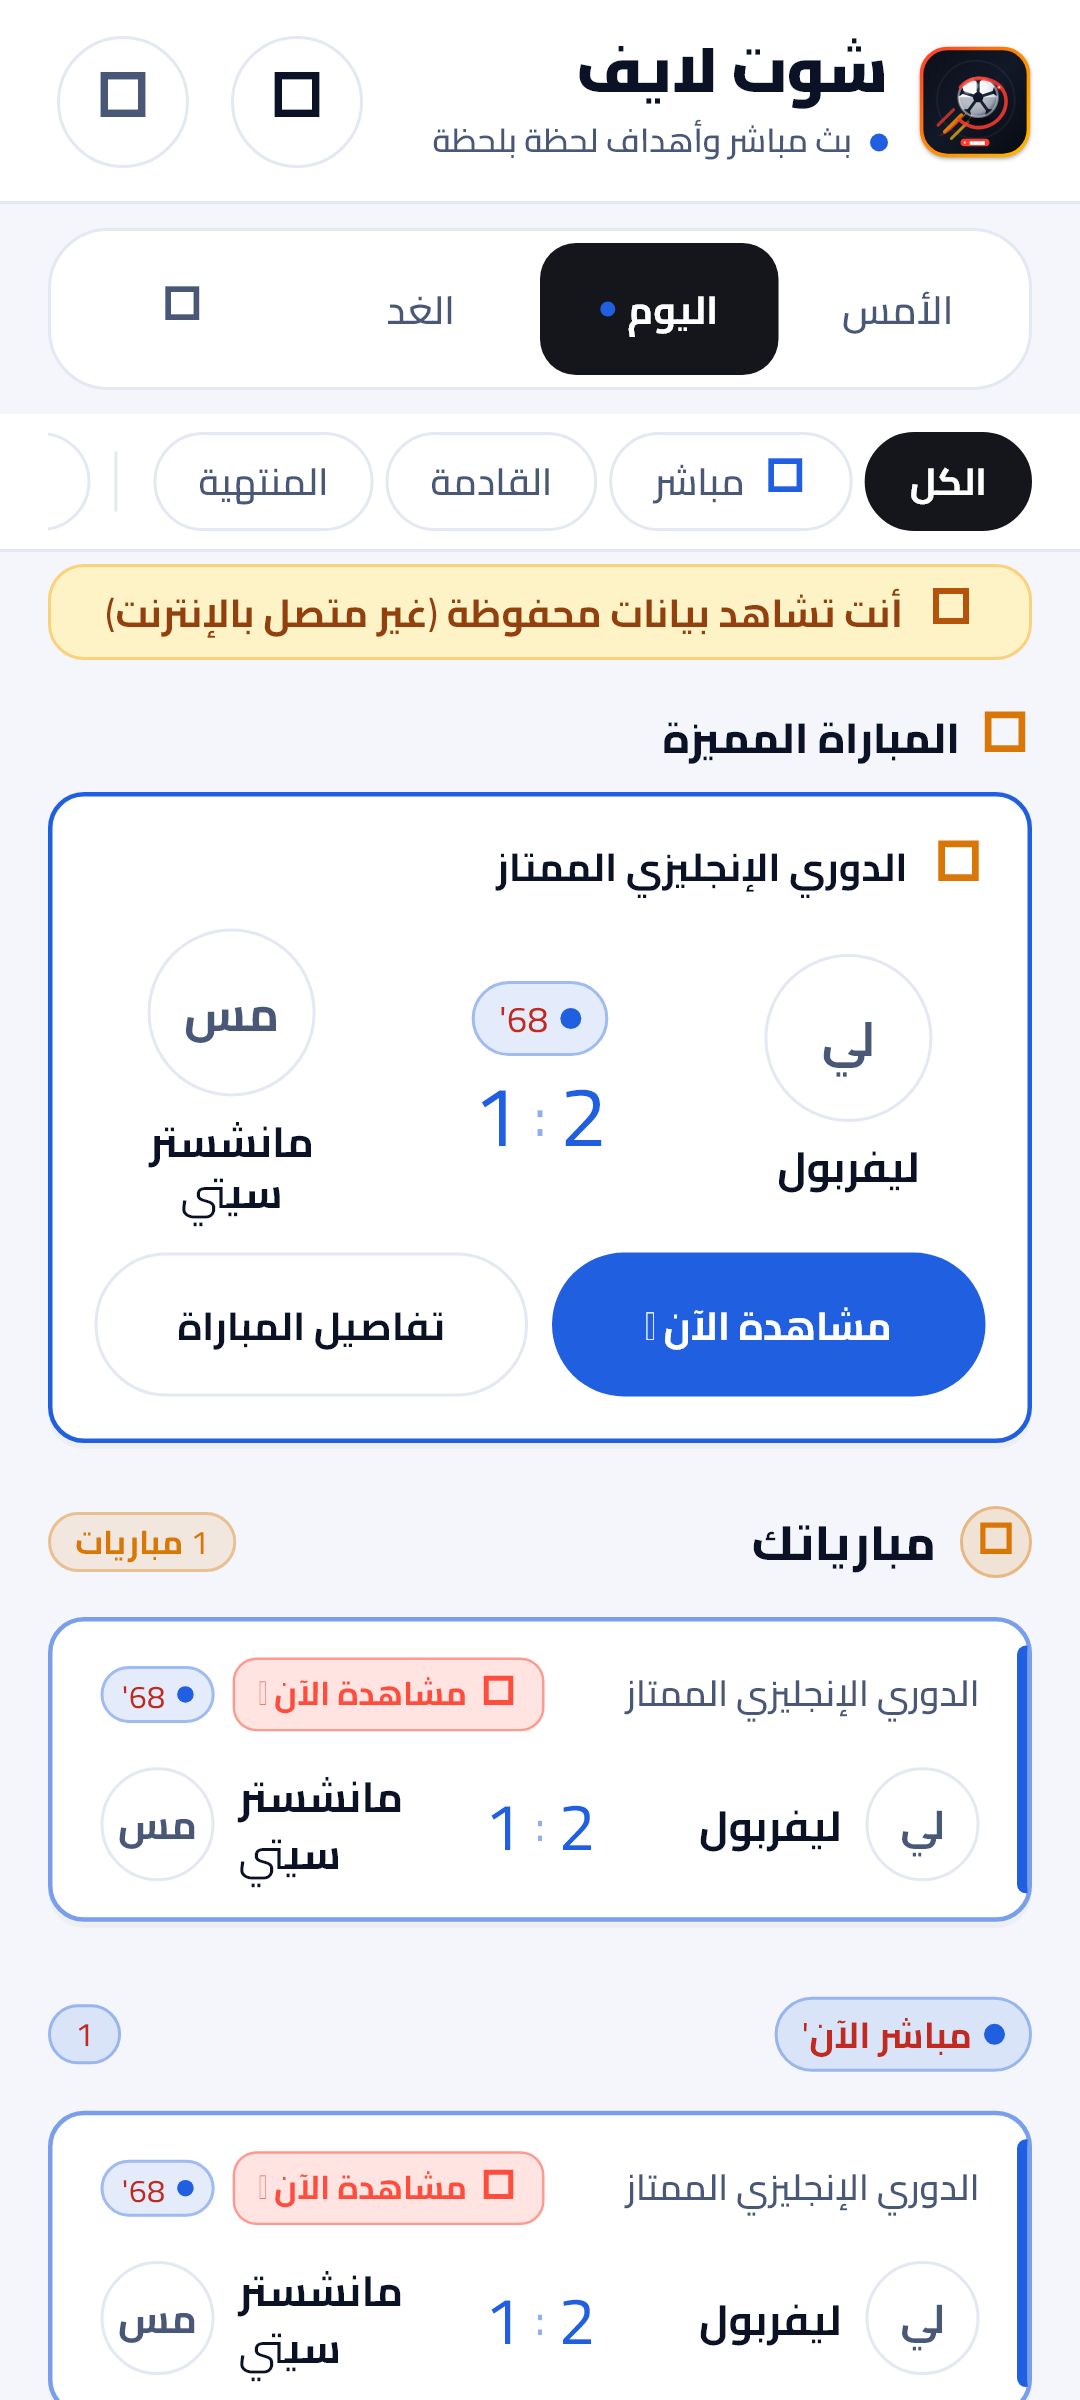 شوت لايف
بث مباشر وأهداف لحظة بلحظة
الأمس
اليوم
الغد
الكل
مباشر
القادمة
المنتهية
أنت تشاهد بيانات محفوظة (غير متصل بالإنترنت)
المباراة المميزة
الدوري الإنجليزي الممتاز
لي
ليفربول
68'
2 : 1
مس
مانشستر
سيتي
مشاهدة الآن
تفاصيل المباراة
مبارياتك
1 مباريات
الدوري الإنجليزي الممتاز
مشاهدة الآن
68'
لي
ليفربول
2 : 1
مانشستر
سيتي
مس
مباشر الآن'
1
الدوري الإنجليزي الممتاز
مشاهدة الآن
68'
لي
ليفربول
2 : 1
مانشستر
سيتي
مس